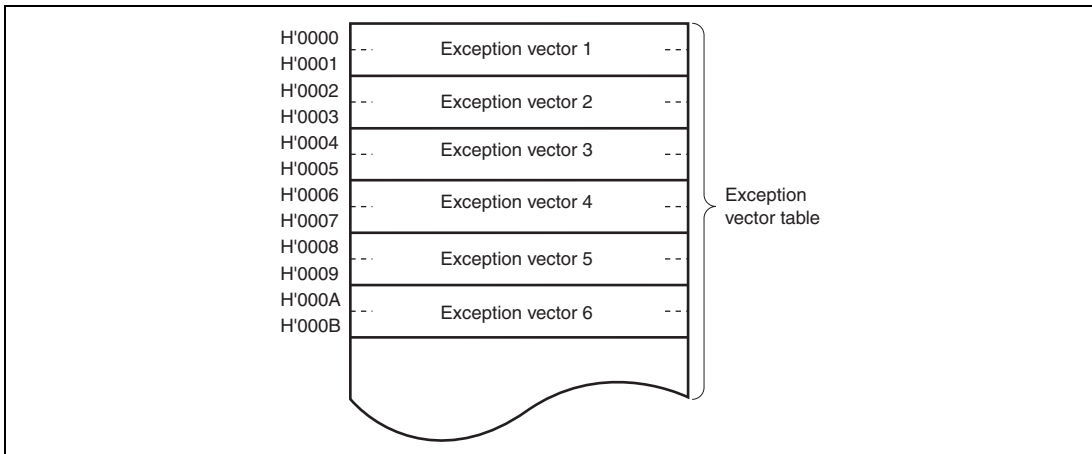 H'0000
Exception vector 1
H'0001
H'0002
Exception vector 2
H'0003
H'0004
Exception vector 3
H'0005
H'0006
Exception vector 4
H'0007
H'0008
Exception vector 5
H'0009
H'000A
Exception vector 6
H'000B
Exception
vector table